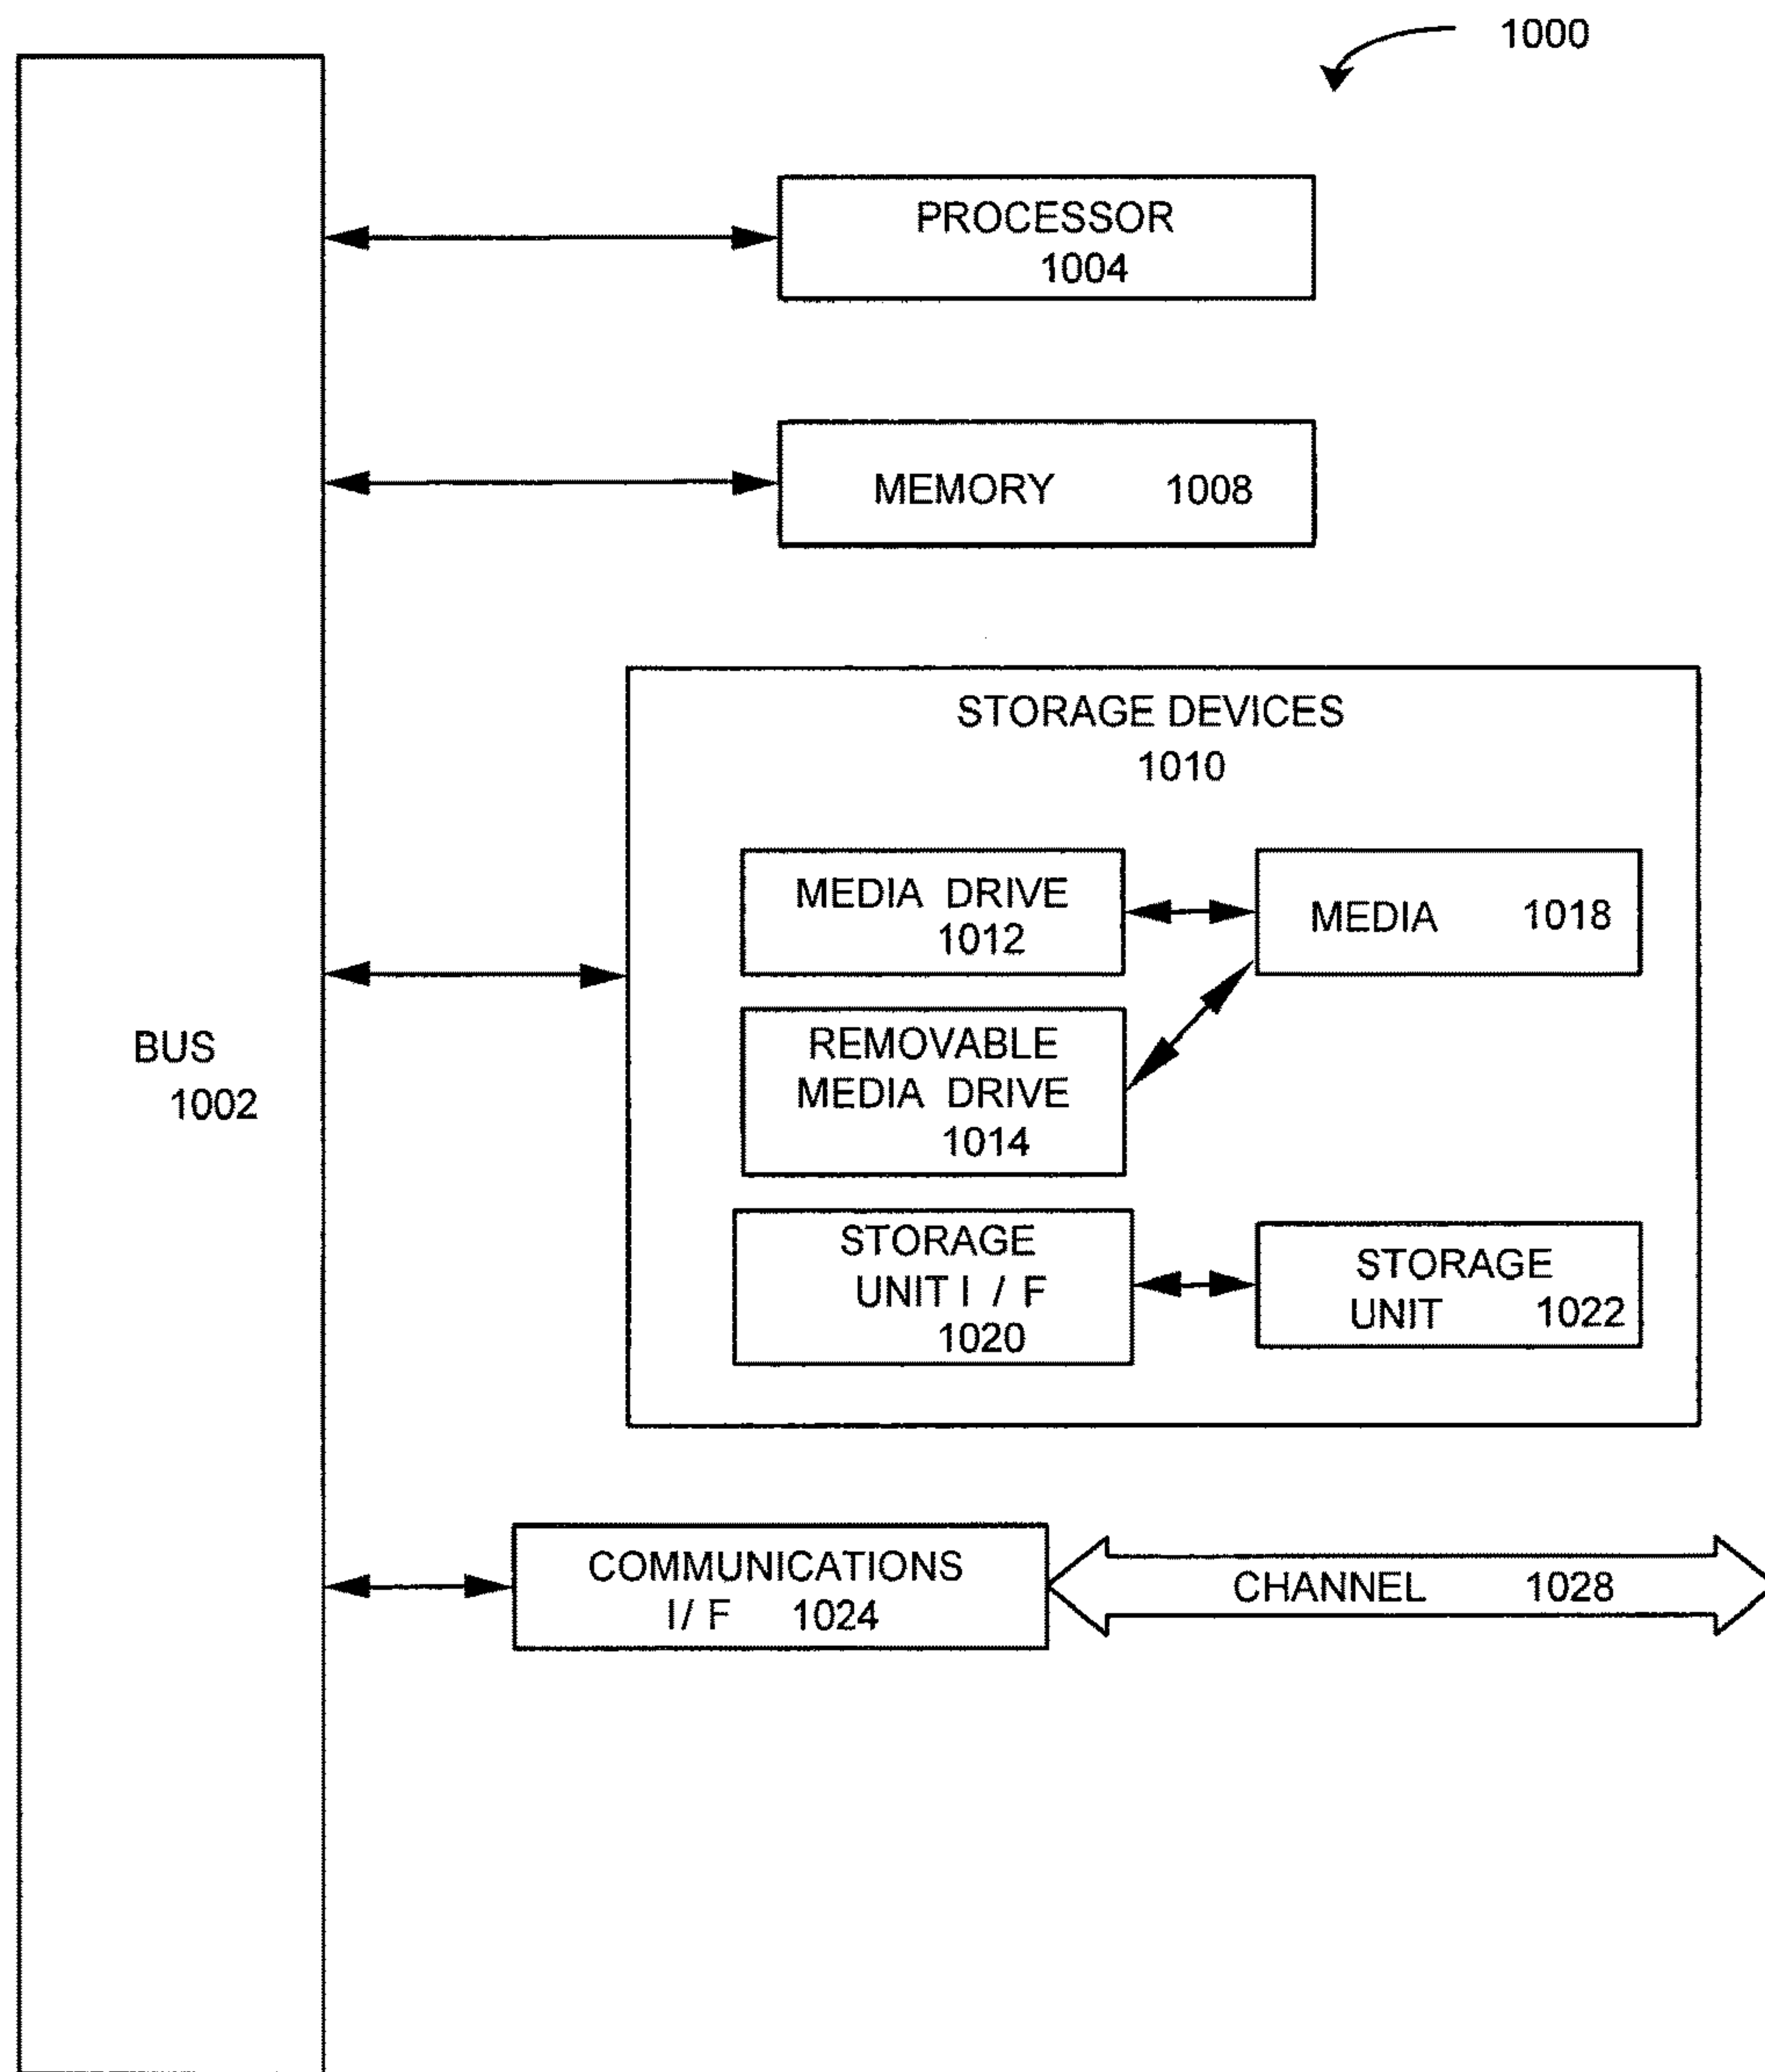 1000
PROCESSOR
1004
MEMORY 1008
STORAGE DEVICES
1010
MEDIA DRIVE
1012
MEDIA 1018
REMOVABLE
MEDIA DRIVE
1014
BUS
1002
STORAGE
UNIT I / F
1020
STORAGE
UNIT 1022
COMMUNICATIONS
I/ F 1024
CHANNEL 1028